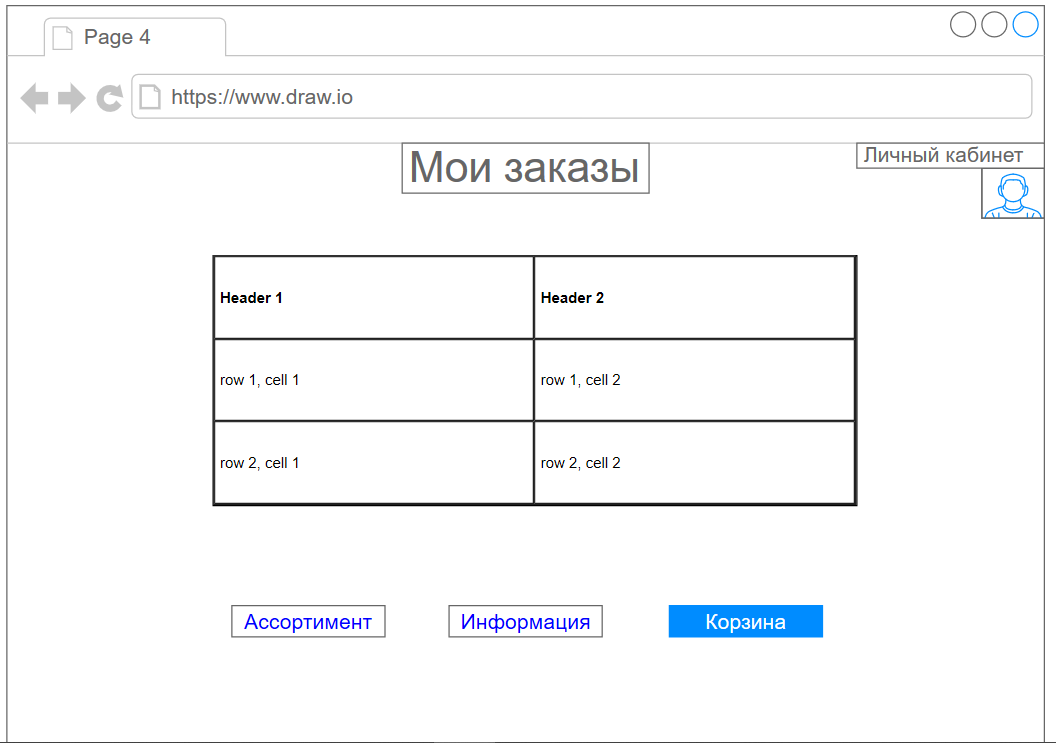 Page 4
https://www.draw.io
Мои заказы
Личный кабинет
Header 1 Header 2
row 1, cell 1 row 1, cell 2
row 2, cell 1 row 2, cell 2
Ассортимент Информация Корзина